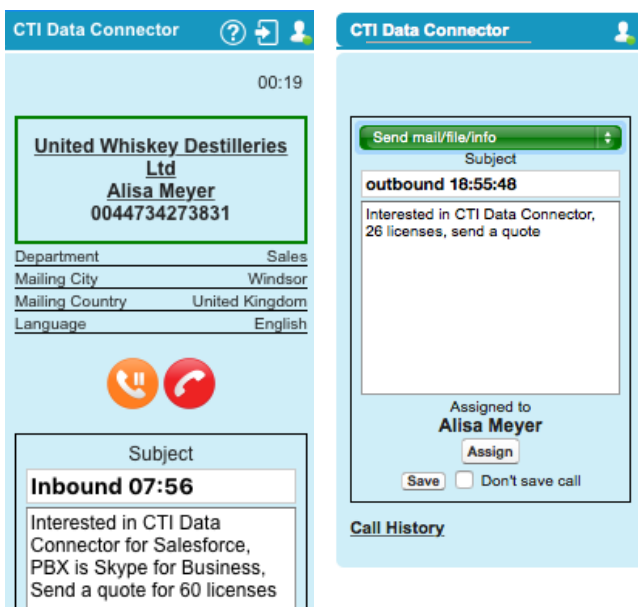 CTI Data Connector
00:19
United Whiskey Destilleries
Ltd
Alisa Meyer
0044734273831
Department Sales
Mailing City Windsor
Mailing Country United Kingdom
Language English
Subject
Inbound 07:56
Interested in CTI Data
Connector for Salesforce,
PBX is Skype for Business,
Send a quote for 60 licenses
CTI Data Connector
Send mail/file/info
Subject
outbound 18:55:48
Interested in CTI Data Connector,
26 licenses, send a quote
Assigned to
Alisa Meyer
Assign
Save Don't save call
Call History